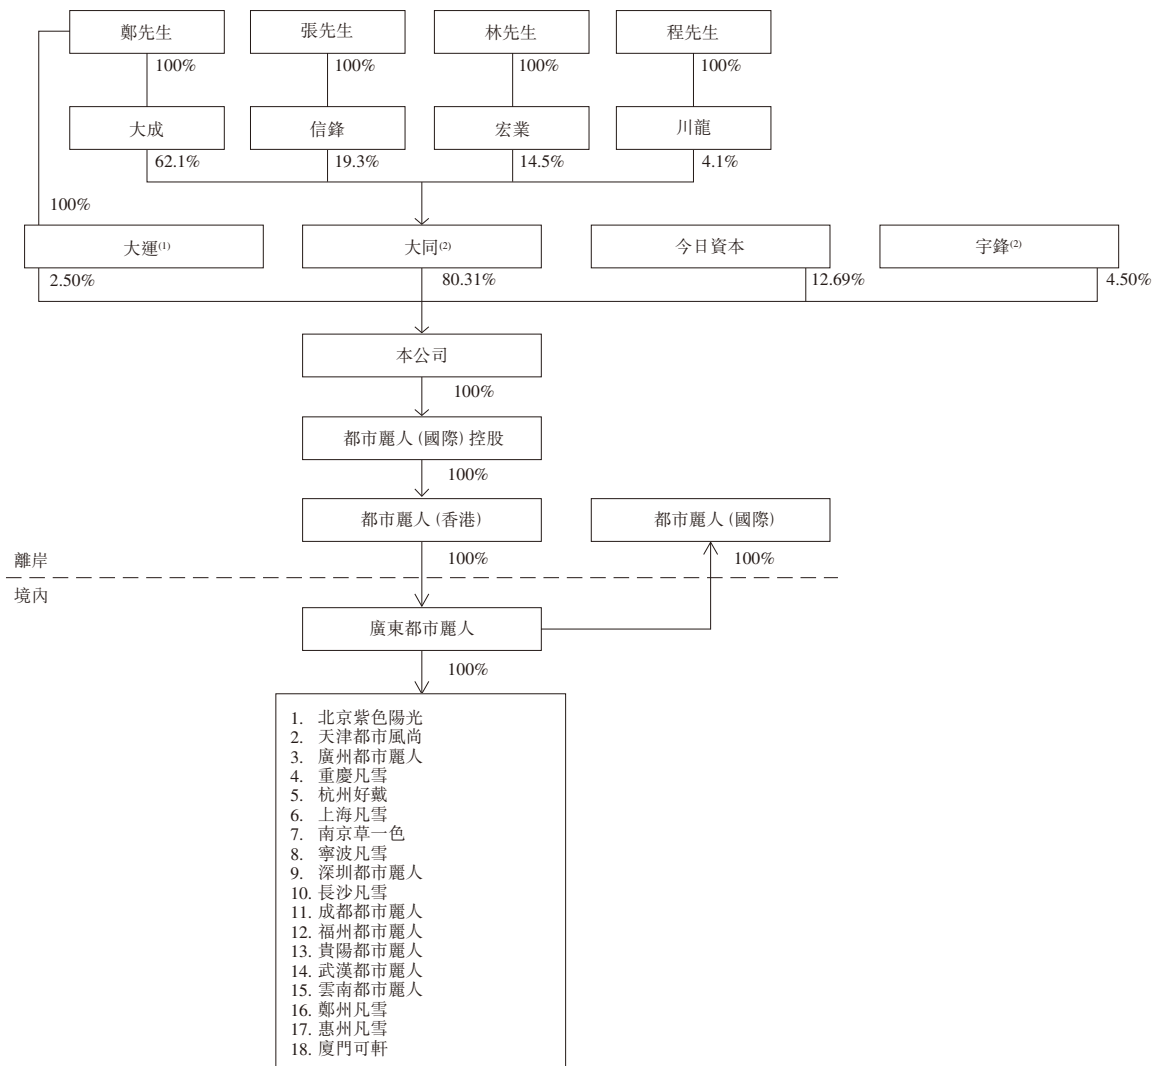 鄭先生
張先生
林先生
程先生
100%
100%
100%
100%
大成
信鋒
宏業
川龍
62.1%
19.3%
14.5%
4.1%
100%
大運(1)
大同(2)
今日資本
宇鋒(2)
2.50%
80.31%
12.69%
4.50%
本公司
100%
都市麗人(國際)控股
100%
都市麗人(香港)
都市麗人(國際)
離岸
100%
100%
境內
廣東都市麗人
100%
1. 北京紫色陽光
2. 天津都市風尚
3. 廣州都市麗人
4. 重慶凡雪
5. 杭州好戴
6. 上海凡雪
7. 南京草一色
8. 寧波凡雪
9. 深圳都市麗人
10. 長沙凡雪
11. 成都都市麗人
12. 福州都市麗人
13. 貴陽都市麗人
14. 武漢都市麗人
15. 雲南都市麗人
16. 鄭州凡雪
17. 惠州凡雪
18. 廈門可軒